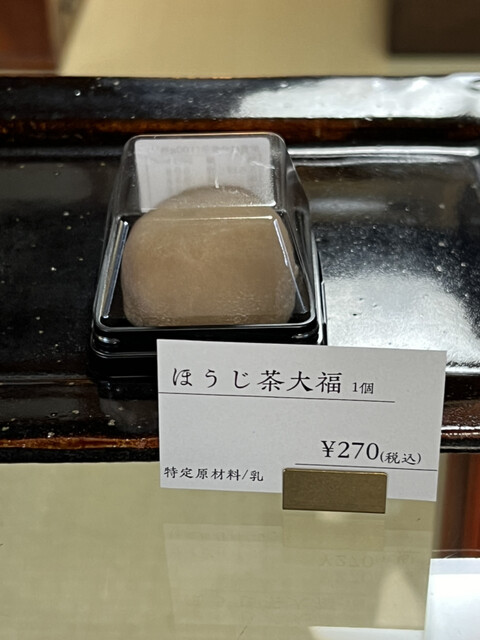 ほうじ茶大福 1個
¥270(税込)
特定原材料/乳